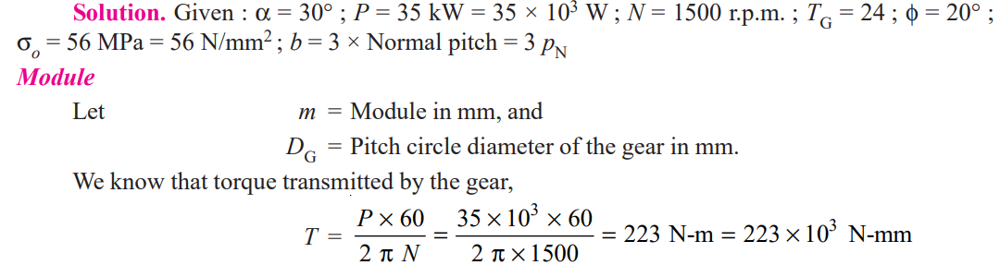 Solution. Given : α = 30° ; P = 35 kW = 35 × 10³ W ; N = 1500 r.p.m. ; T_G = 24 ; ϕ = 20° ;
σ_o = 56 MPa = 56 N/mm² ; b = 3 × Normal pitch = 3 p_N
Module
Let m = Module in mm, and
D_G = Pitch circle diameter of the gear in mm.
We know that torque transmitted by the gear,
T = \frac{P × 60}{2 π N} = \frac{35 × 10³ × 60}{2 π × 1500} = 223 N-m = 223 × 10³ N-mm